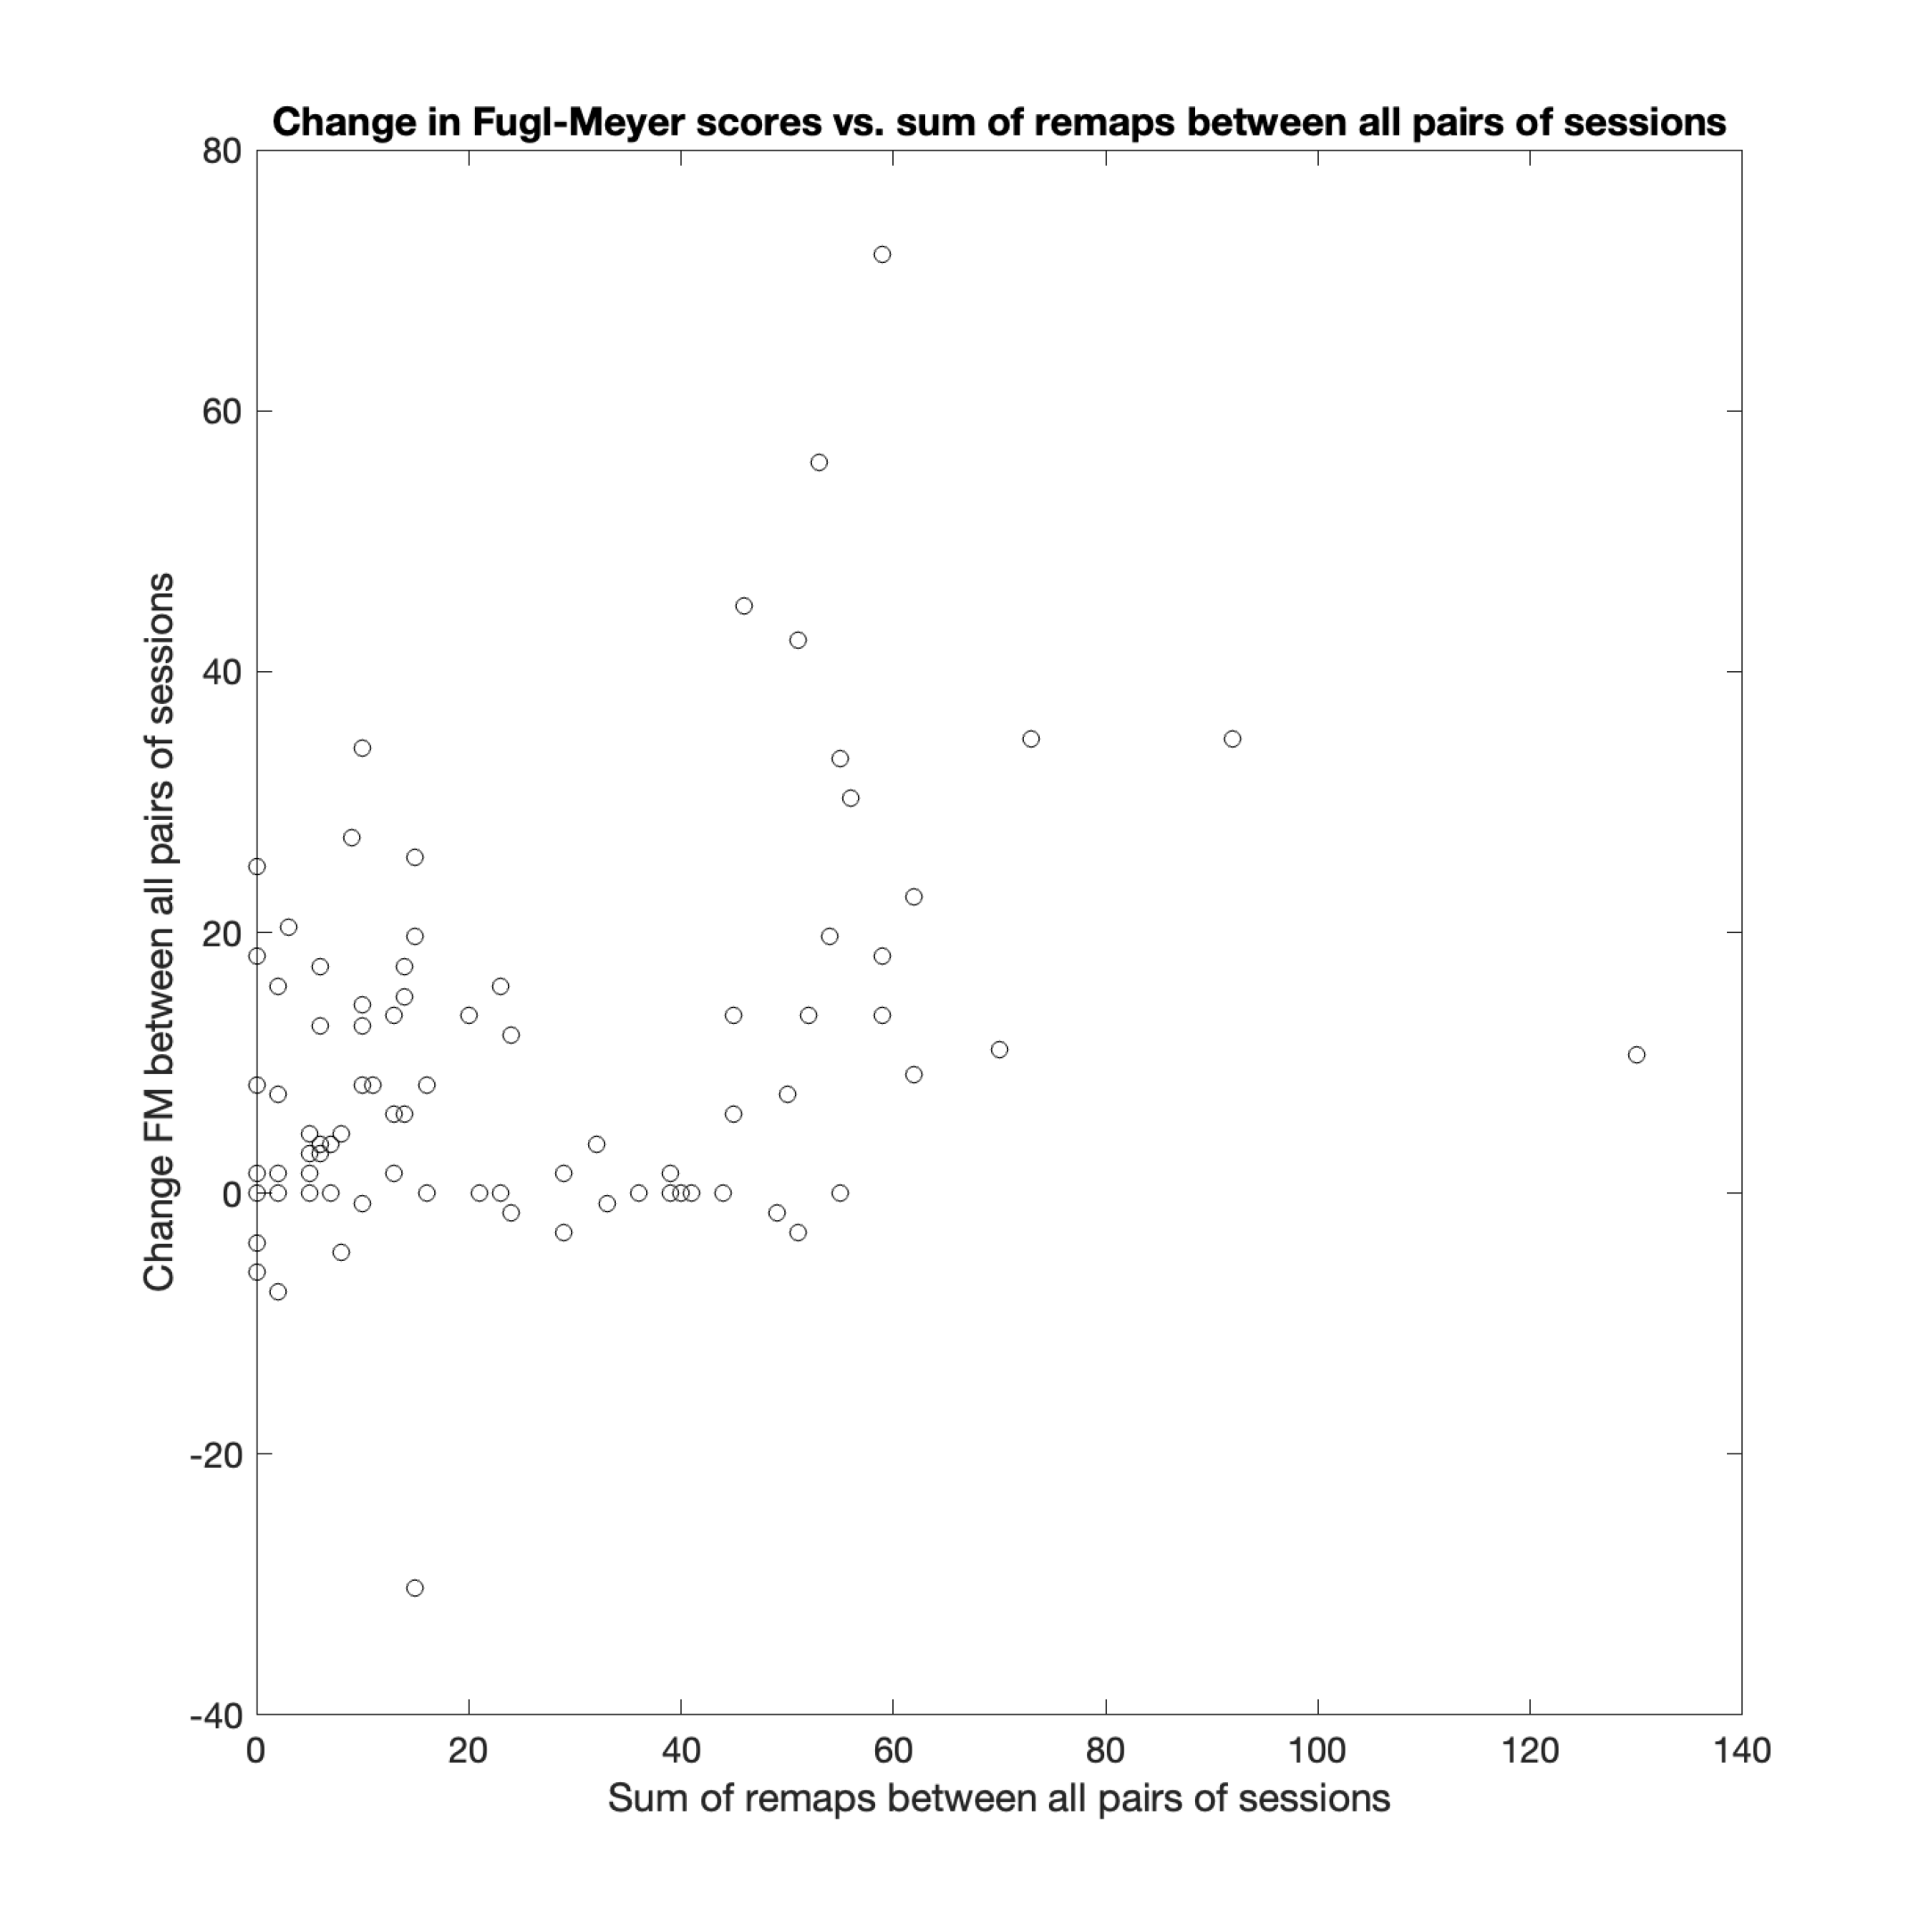 Change in Fugl-Meyer scores vs. sum of remaps between all pairs of sessions
80
60
40
20
0
-20
-40
Change FM between all pairs of sessions
0 20 40 60 80 100 120 140
Sum of remaps between all pairs of sessions